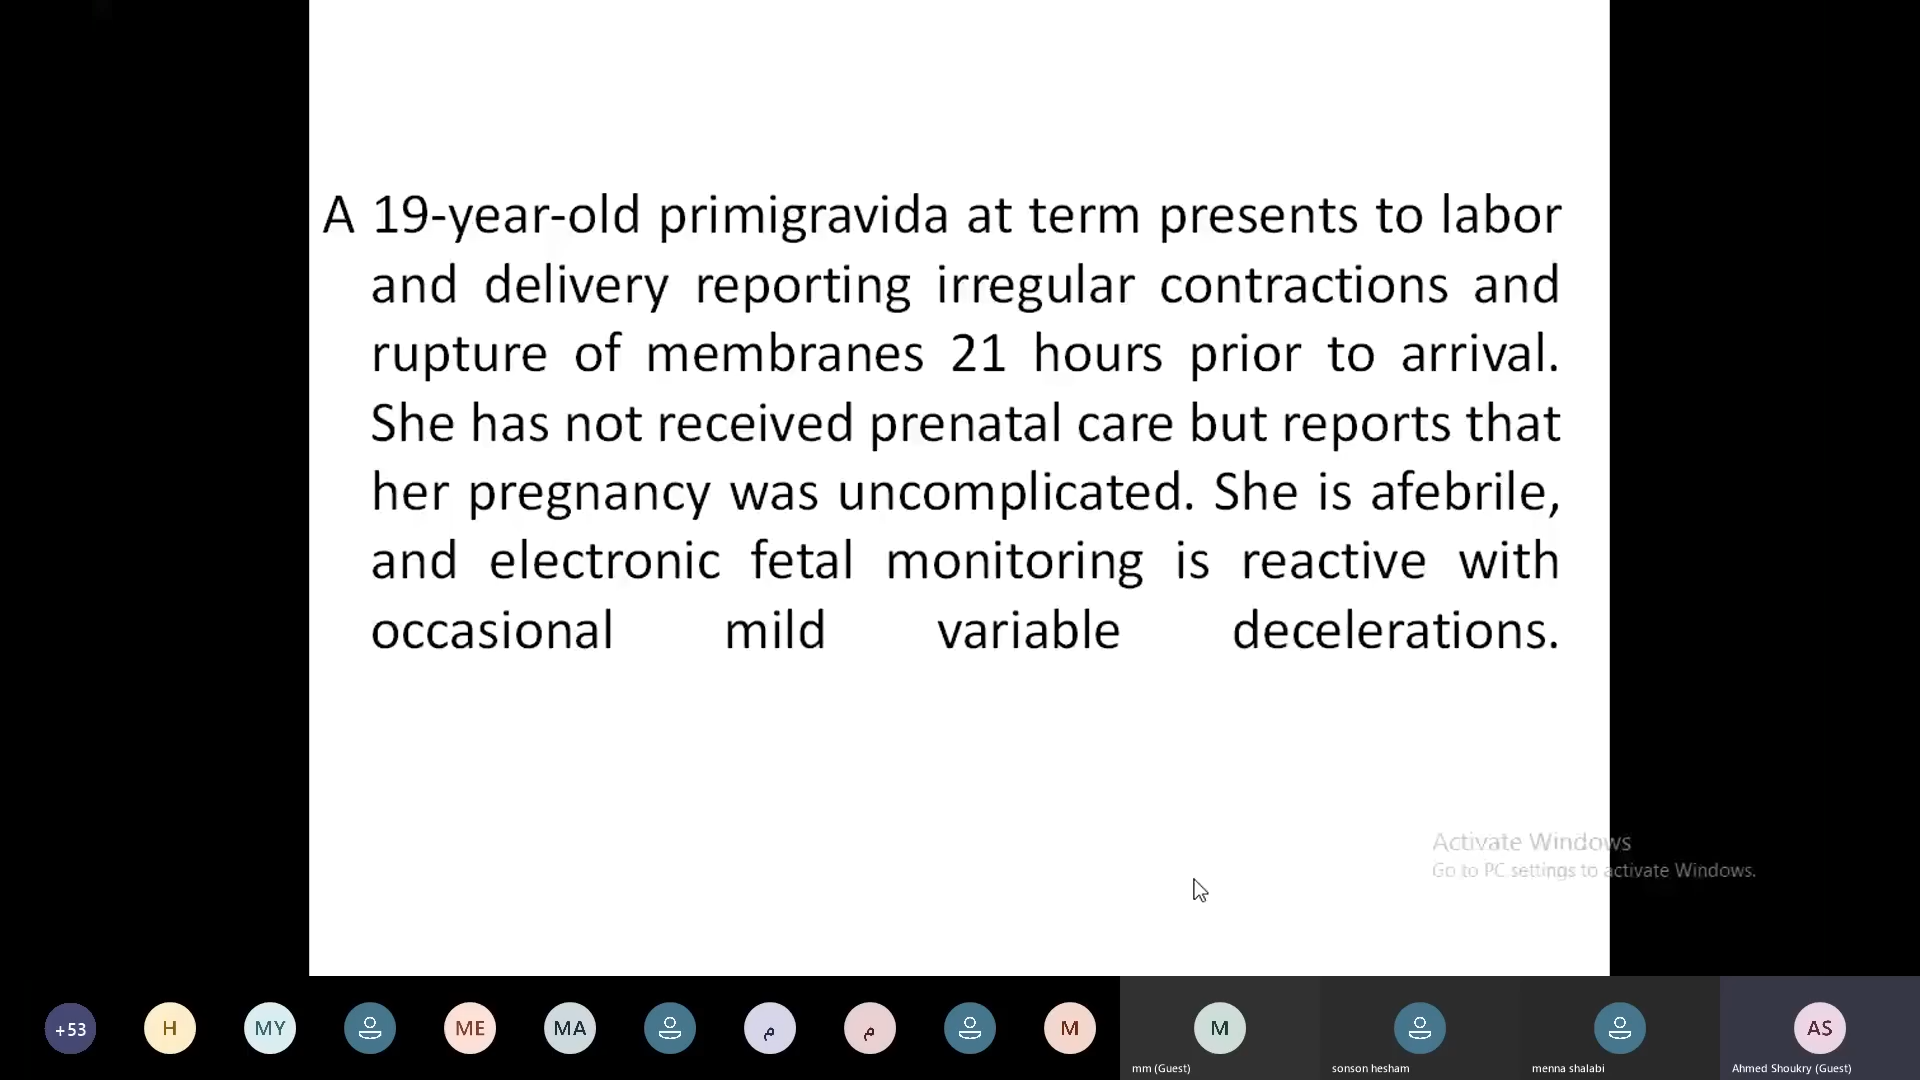 A 19-year-old primigravida at term presents to labor
and delivery reporting irregular contractions and
rupture of membranes 21 hours prior to arrival.
She has not received prenatal care but reports that
her pregnancy was uncomplicated. She is afebrile,
and electronic fetal monitoring is reactive with
occasional mild variable decelerations.
Activate Windows
Go to PC settings to activate Windows.
+53
H
MY
ME
MA
م
م
M
M
AS
mm (Guest)
sonson hesham
menna shalabi
Ahmed Shoukry (Guest)